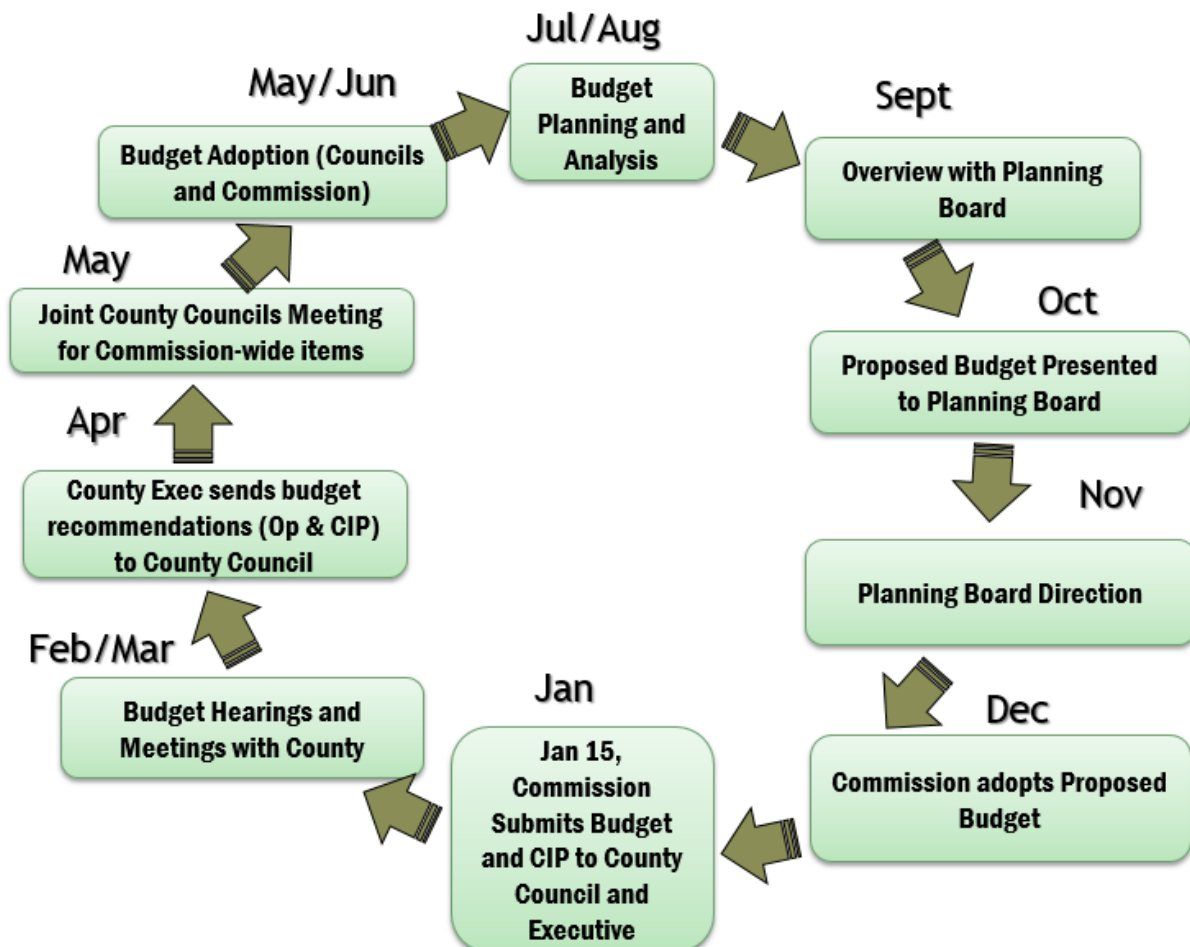 Jul/Aug
Budget
Planning and
Analysis
Sept
Overview with Planning
Board
Oct
Proposed Budget Presented
to Planning Board
Nov
Planning Board Direction
Dec
Commission adopts Proposed
Budget
Jan
Jan 15,
Commission
Submits Budget
and CIP to County
Council and
Executive
Feb/Mar
Budget Hearings and
Meetings with County
Apr
County Exec sends budget
recommendations (Op & CIP)
to County Council
May
Joint County Councils Meeting
for Commission-wide items
May/Jun
Budget Adoption (Councils
and Commission)